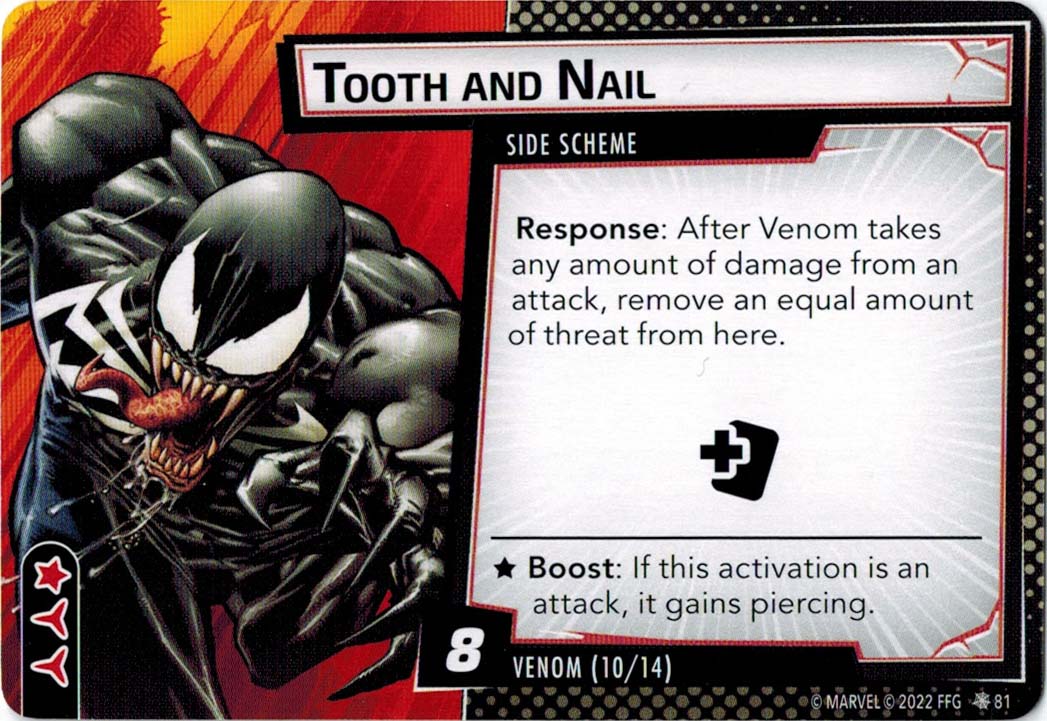 Tooth and Nail
SIDE SCHEME
Response: After Venom takes
any amount of damage from an
attack, remove an equal amount
of threat from here.
★ Boost: If this activation is an
attack, it gains piercing.
8
VENOM (10/14)
© MARVEL © 2022 FFG 81